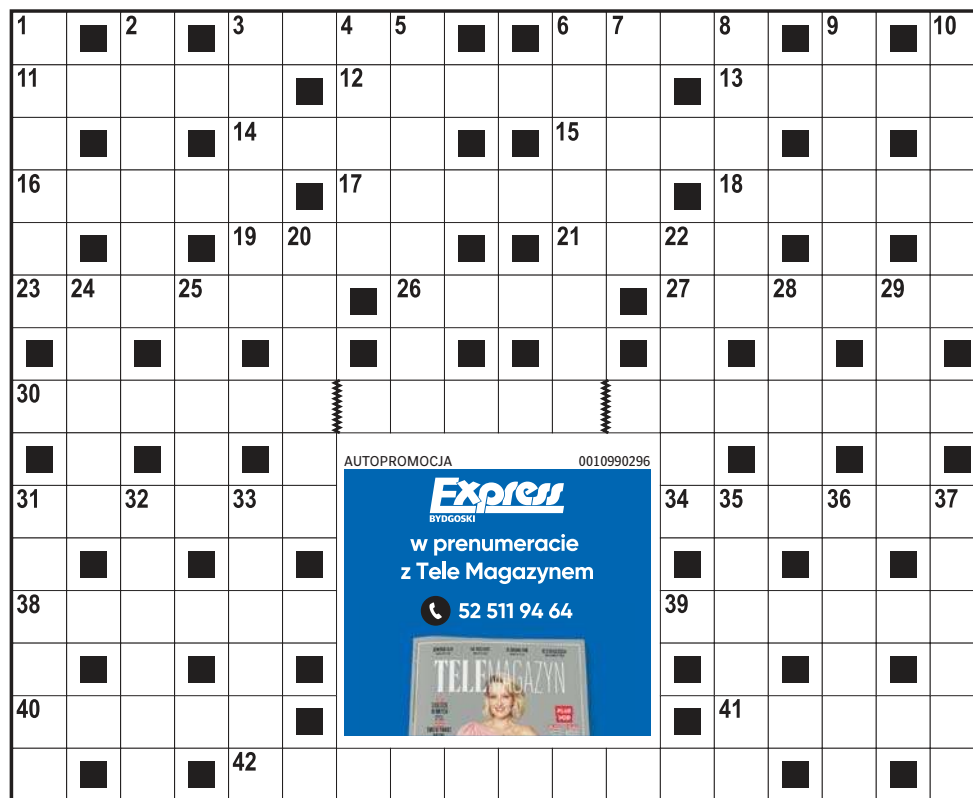 1 2 3 4 5 6 7 8 9 10
11 12 13
14 15
16 17 18
19 20 21 22
23 24 25 26 27 28 29
30
AUTOPROMOCJA 0010990296
31 32 33 34 35 36 37
Express
BYDGOSKI
w prenumeracie
z Tele Magazynem
52 511 94 64
38 39
TELEMAGAZYN
40 41
42